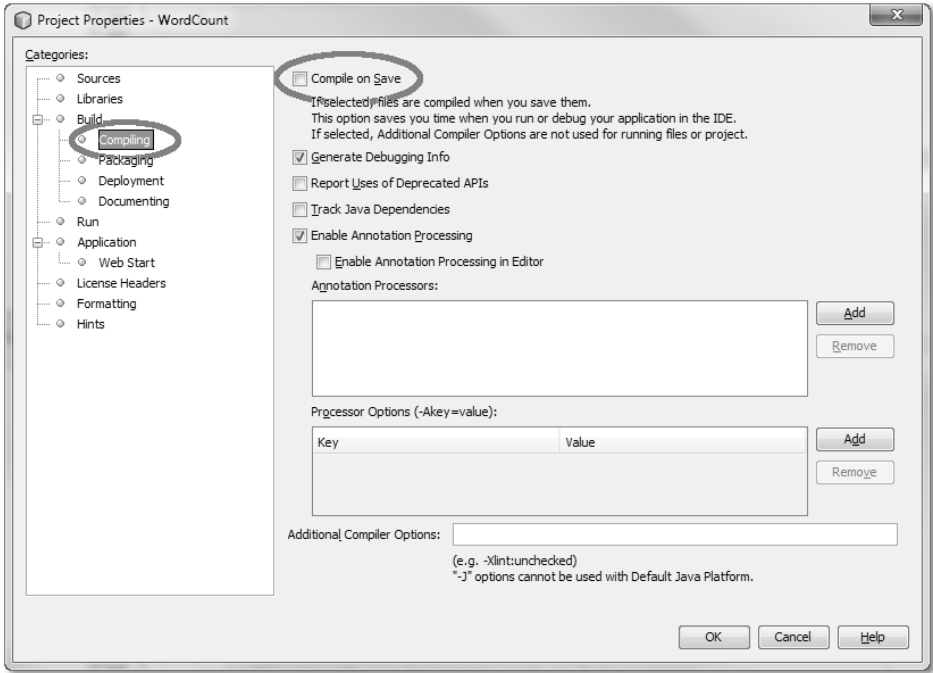 Project Properties - WordCount
Categories:
Sources
Libraries
Build
Compiling
Packaging
Deployment
Documenting
Run
Application
Web Start
License Headers
Formatting
Hints
Compile on Save
If selected, files are compiled when you save them.
This option saves you time when you run or debug your application in the IDE.
If selected, Additional Compiler Options are not used for running files or project.
Generate Debugging Info
Report Uses of Deprecated APIs
Track Java Dependencies
Enable Annotation Processing
Enable Annotation Processing in Editor
Annotation Processors:
Add
Remove
Processor Options (-Akey=value):
Key Value
Add
Remove
Additional Compiler Options:
(e.g. -Xlint:unchecked)
"-J" options cannot be used with Default Java Platform.
OK Cancel Help